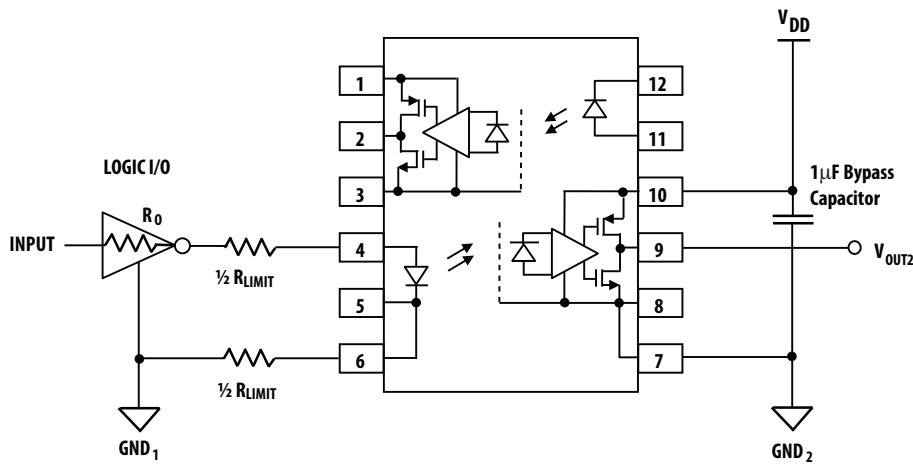 V_DD
1
12
2
11
LOGIC I/O
3
10
1μF Bypass
Capacitor
R_0
INPUT
4
9
V_OUT2
½ R_LIMIT
5
8
6
7
½ R_LIMIT
GND_1
GND_2